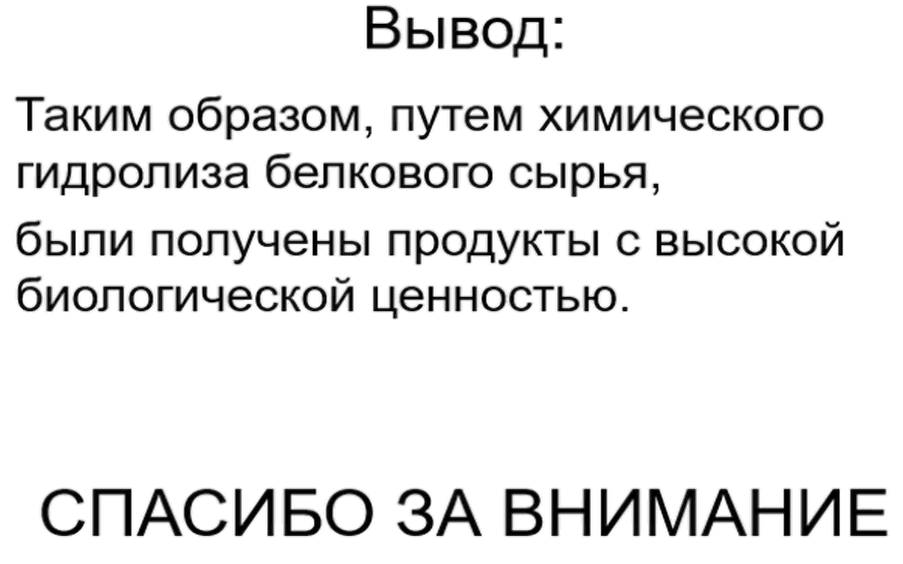 Вывод:
Таким образом, путем химического
гидролиза белкового сырья,
были получены продукты с высокой
биологической ценностью.
СПАСИБО ЗА ВНИМАНИЕ